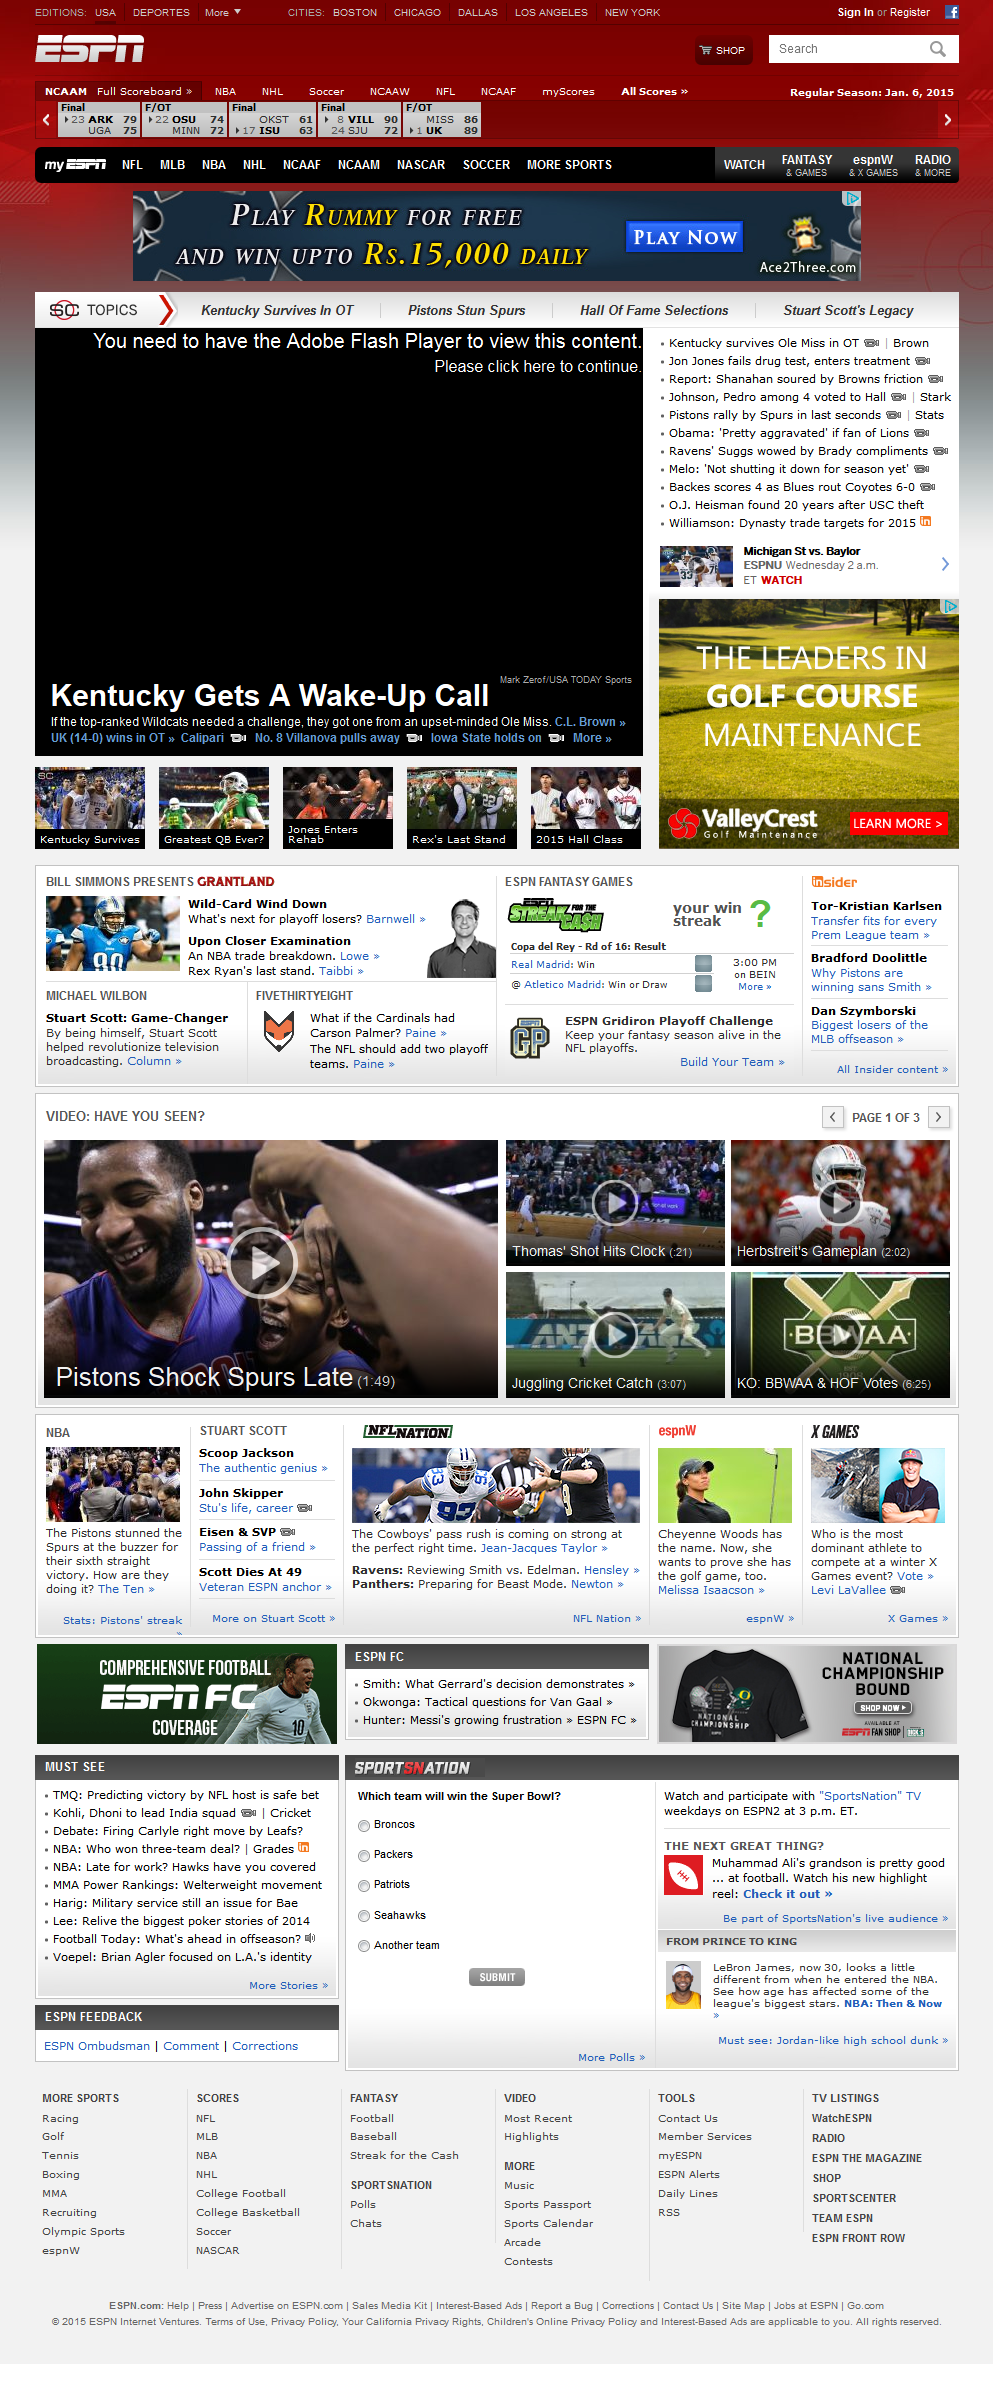 EDITIONS: USA DEPORTES More CITIES: BOSTON CHICAGO DALLAS LOS ANGELES NEW YORK Sign In or Register
ESPN
SHOP
Search
NCAAM Full Scoreboard » NBA NHL Soccer NCAAW NFL NCAAF myScores All Scores » Regular Season: Jan. 6, 2015
Final F/OT Final Final F/OT
23 ARK 79 22 OSU 74 OKST 61 8 VILL 90 MISS 86
UGA 75 MINN 72 17 ISU 63 24 SJU 72 1 UK 89
myESPN NFL MLB NBA NHL NCAAF NCAAM NASCAR SOCCER MORE SPORTS WATCH FANTASY & GAMES espnW & X GAMES RADIO & MORE
PLAY RUMMY FOR FREE
AND WIN UPTO RS.15,000 DAILY
PLAY NOW
Ace2Three.com
SC TOPICS Kentucky Survives In OT Pistons Stun Spurs Hall Of Fame Selections Stuart Scott's Legacy
You need to have the Adobe Flash Player to view this content.
Please click here to continue.
Mark Zerof/USA TODAY Sports
Kentucky Gets A Wake-Up Call
If the top-ranked Wildcats needed a challenge, they got one from an upset-minded Ole Miss. C.L. Brown »
UK (14-0) wins in OT » Calipari No. 8 Villanova pulls away Iowa State holds on More »
Kentucky survives Ole Miss in OT | Brown
Jon Jones fails drug test, enters treatment
Report: Shanahan soured by Browns friction
Johnson, Pedro among 4 voted to Hall | Stark
Pistons rally by Spurs in last seconds | Stats
Obama: 'Pretty aggravated' if fan of Lions
Ravens' Suggs wowed by Brady compliments
Melo: 'Not shutting it down for season yet'
Backes scores 4 as Blues rout Coyotes 6-0
O.J. Heisman found 20 years after USC theft
Williamson: Dynasty trade targets for 2015 in
Michigan St vs. Baylor
ESPNU Wednesday 2 a.m.
ET WATCH
THE LEADERS IN
GOLF COURSE
MAINTENANCE
ValleyCrest
Golf Maintenance
LEARN MORE >
SC
Kentucky Survives
Greatest QB Ever?
Jones Enters
Rehab
Rex's Last Stand
2015 Hall Class
BILL SIMMONS PRESENTS GRANTLAND
Wild-Card Wind Down
What's next for playoff losers? Barnwell »
Upon Closer Examination
An NBA trade breakdown. Lowe »
Rex Ryan's last stand. Taibbi »
MICHAEL WILBON
Stuart Scott: Game-Changer
By being himself, Stuart Scott
helped revolutionize television
broadcasting. Column »
FIVETHIRTYEIGHT
What if the Cardinals had
Carson Palmer? Paine »
The NFL should add two playoff
teams. Paine »
ESPN FANTASY GAMES
ESPN
STREAK FOR THE CASH
your win
streak ?
Copa del Rey - Rd of 16: Result
Real Madrid: Win
@ Atletico Madrid: Win or Draw
3:00 PM
on BEIN
More »
GP
ESPN Gridiron Playoff Challenge
Keep your fantasy season alive in the
NFL playoffs.
Build Your Team »
insider
Tor-Kristian Karlsen
Transfer fits for every
Prem League team »
Bradford Doolittle
Why Pistons are
winning sans Smith »
Dan Szymborski
Biggest losers of the
MLB offseason »
All Insider content »
VIDEO: HAVE YOU SEEN?
PAGE 1 OF 3
Pistons Shock Spurs Late (1:49)
Thomas' Shot Hits Clock (:21)
Herbstreit's Gameplan (2:02)
Juggling Cricket Catch (3:07)
BBWAA
KO: BBWAA & HOF Votes (6:25)
NBA
The Pistons stunned the
Spurs at the buzzer for
their sixth straight
victory. How are they
doing it? The Ten »
Stats: Pistons' streak
»
STUART SCOTT
Scoop Jackson
The authentic genius »
John Skipper
Stu's life, career
Eisen & SVP
Passing of a friend »
Scott Dies At 49
Veteran ESPN anchor »
More on Stuart Scott »
NFL NATION
The Cowboys' pass rush is coming on strong at
the perfect right time. Jean-Jacques Taylor »
Ravens: Reviewing Smith vs. Edelman. Hensley »
Panthers: Preparing for Beast Mode. Newton »
NFL Nation »
espnW
Cheyenne Woods has
the name. Now, she
wants to prove she has
the golf game, too.
Melissa Isaacson »
espnW »
X GAMES
Who is the most
dominant athlete to
compete at a winter X
Games event? Vote »
Levi LaVallee
X Games »
COMPREHENSIVE FOOTBALL
ESPN FC
COVERAGE
10
ESPN FC
Smith: What Gerrard's decision demonstrates »
Okwonga: Tactical questions for Van Gaal »
Hunter: Messi's growing frustration » ESPN FC »
NATIONAL
CHAMPIONSHIP
NATIONAL
CHAMPIONSHIP
BOUND
SHOP NOW
AVAILABLE AT
ESPN FAN SHOP
MUST SEE
TMQ: Predicting victory by NFL host is safe bet
Kohli, Dhoni to lead India squad | Cricket
Debate: Firing Carlyle right move by Leafs?
NBA: Who won three-team deal? | Grades in
NBA: Late for work? Hawks have you covered
MMA Power Rankings: Welterweight movement
Harig: Military service still an issue for Bae
Lee: Relive the biggest poker stories of 2014
Football Today: What's ahead in offseason?
Voepel: Brian Agler focused on L.A.'s identity
More Stories »
ESPN FEEDBACK
ESPN Ombudsman | Comment | Corrections
SPORTSNATION
Which team will win the Super Bowl?
Broncos
Packers
Patriots
Seahawks
Another team
SUBMIT
More Polls »
Watch and participate with "SportsNation" TV
weekdays on ESPN2 at 3 p.m. ET.
THE NEXT GREAT THING?
Muhammad Ali's grandson is pretty good
... at football. Watch his new highlight
reel: Check it out »
Be part of SportsNation's live audience »
FROM PRINCE TO KING
LeBron James, now 30, looks a little
different from when he entered the NBA.
See how age has affected some of the
league's biggest stars. NBA: Then & Now
»
Must see: Jordan-like high school dunk »
MORE SPORTS
Racing
Golf
Tennis
Boxing
MMA
Recruiting
Olympic Sports
espnW
SCORES
NFL
MLB
NBA
NHL
College Football
College Basketball
Soccer
NASCAR
FANTASY
Football
Baseball
Streak for the Cash
SPORTSNATION
Polls
Chats
VIDEO
Most Recent
Highlights
MORE
Music
Sports Passport
Sports Calendar
Arcade
Contests
TOOLS
Contact Us
Member Services
myESPN
ESPN Alerts
Daily Lines
RSS
TV LISTINGS
WatchESPN
RADIO
ESPN THE MAGAZINE
SHOP
SPORTSCENTER
TEAM ESPN
ESPN FRONT ROW
ESPN.com: Help | Press | Advertise on ESPN.com | Sales Media Kit | Interest-Based Ads | Report a Bug | Corrections | Contact Us | Site Map | Jobs at ESPN | Go.com
© 2015 ESPN Internet Ventures. Terms of Use, Privacy Policy, Your California Privacy Rights, Children's Online Privacy Policy and Interest-Based Ads are applicable to you. All rights reserved.